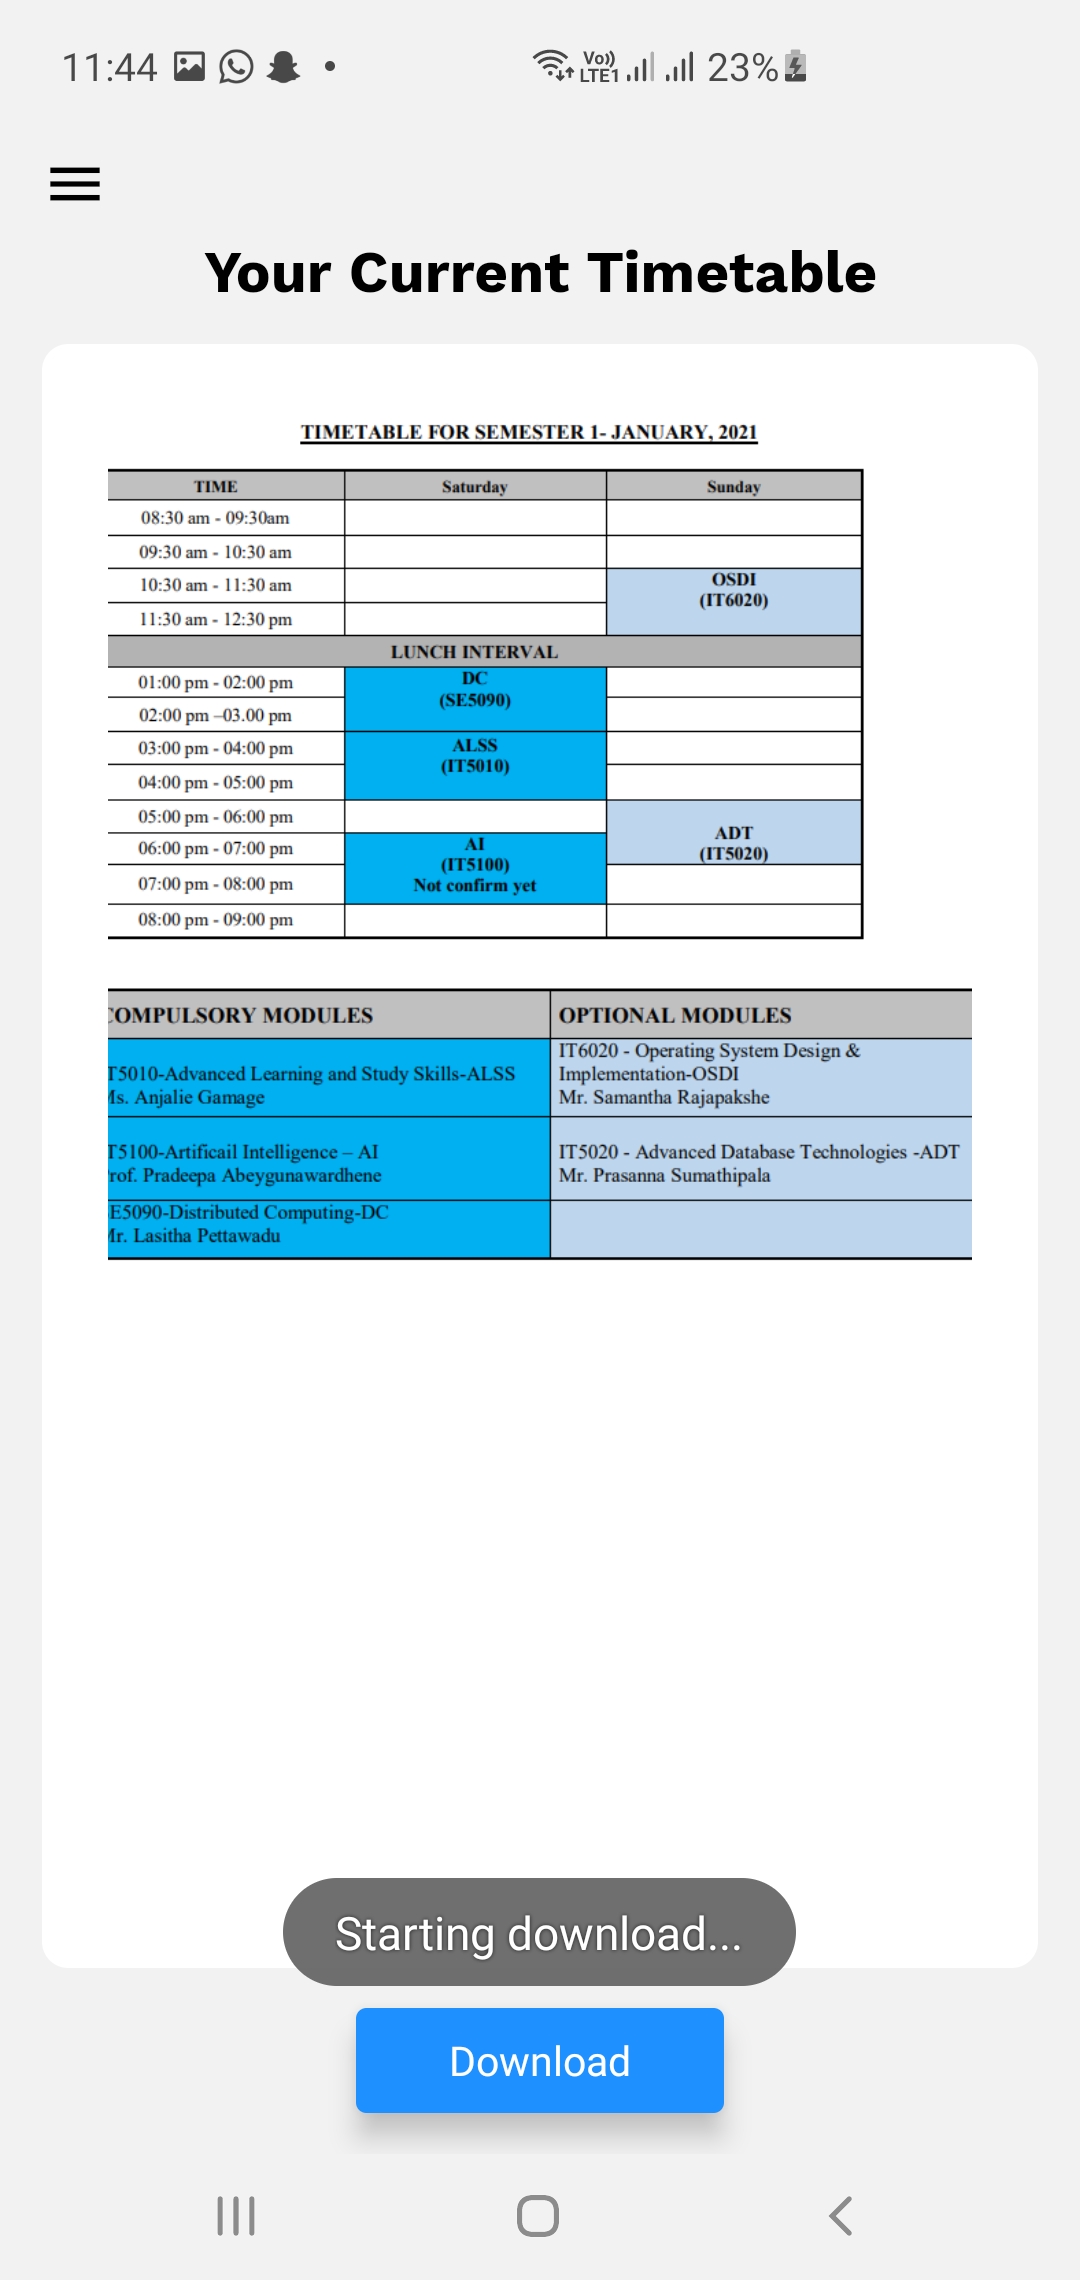 11:44
Vo))
LTE1
23%
Your Current Timetable
TIMETABLE FOR SEMESTER 1- JANUARY, 2021
TIME Saturday Sunday
08:30 am - 09:30am
09:30 am - 10:30 am
10:30 am - 11:30 am
OSDI
(IT6020)
11:30 am - 12:30 pm
LUNCH INTERVAL
01:00 pm - 02:00 pm
DC
(SE5090)
02:00 pm –03.00 pm
03:00 pm - 04:00 pm
ALSS
(IT5010)
04:00 pm - 05:00 pm
05:00 pm - 06:00 pm
ADT
(IT5020)
06:00 pm - 07:00 pm
AI
(IT5100)
Not confirm yet
07:00 pm - 08:00 pm
08:00 pm - 09:00 pm
COMPULSORY MODULES
OPTIONAL MODULES
T5010-Advanced Learning and Study Skills-ALSS
Ms. Anjalie Gamage
IT6020 - Operating System Design &
Implementation-OSDI
Mr. Samantha Rajapakshe
T5100-Artificail Intelligence – AI
Prof. Pradeepa Abeygunawardhene
IT5020 - Advanced Database Technologies -ADT
Mr. Prasanna Sumathipala
E5090-Distributed Computing-DC
Mr. Lasitha Pettawadu
Starting download...
Download